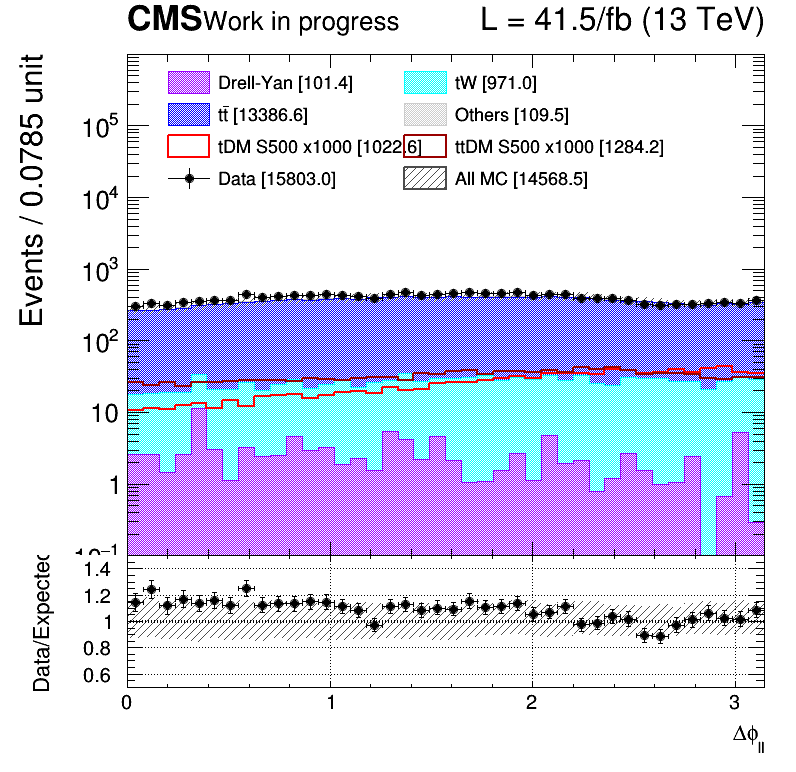 CMS Work in progress L = 41.5/fb (13 TeV)
Events / 0.0785 unit
Drell-Yan [101.4] tW [971.0]
tt̄ [13386.6] Others [109.5]
tDM S500 x1000 [1022.6] ttDM S500 x1000 [1284.2]
Data [15803.0] All MC [14568.5]
10⁵
10⁴
10³
10²
10
1
10⁻¹
Data/Expected
1.4
1.2
1
0.8
0.6
0 1 2 3
Δϕ_ll